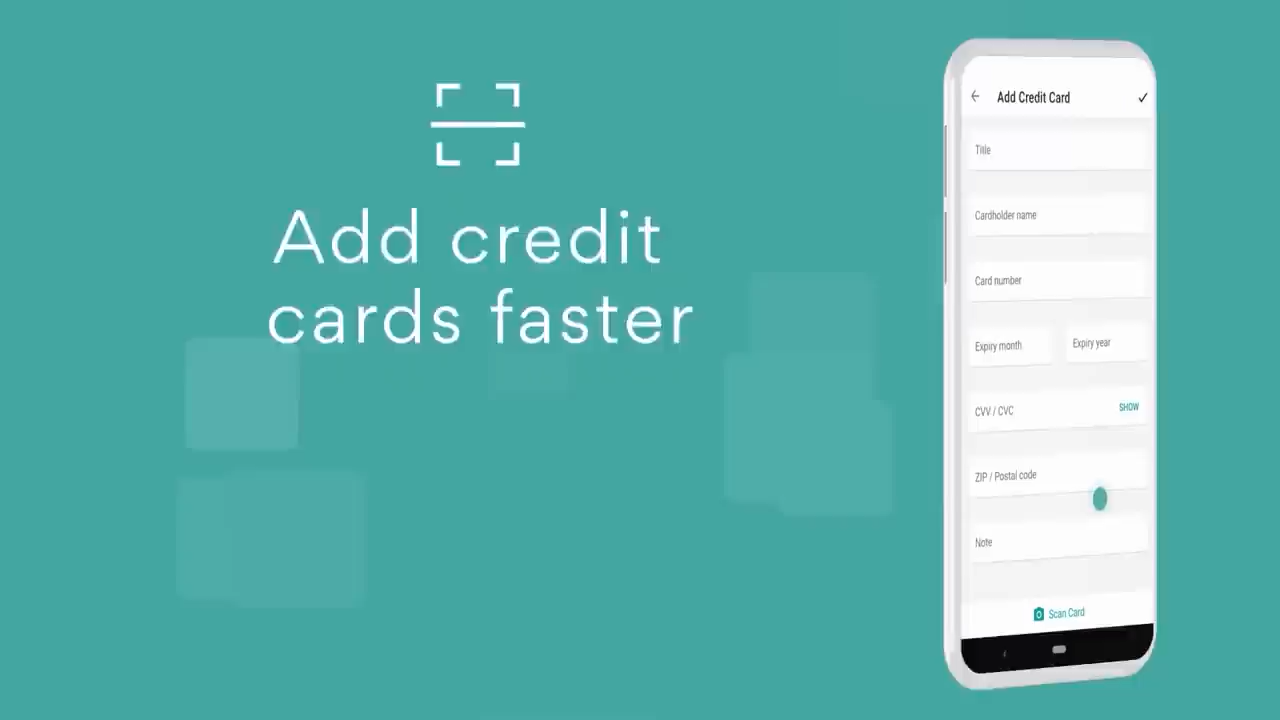 Add credit
cards faster
Add Credit Card
Title
Cardholder name
Card number
Expiry month
Expiry year
CVV / CVC
SHOW
ZIP / Postal code
Note
Scan Card